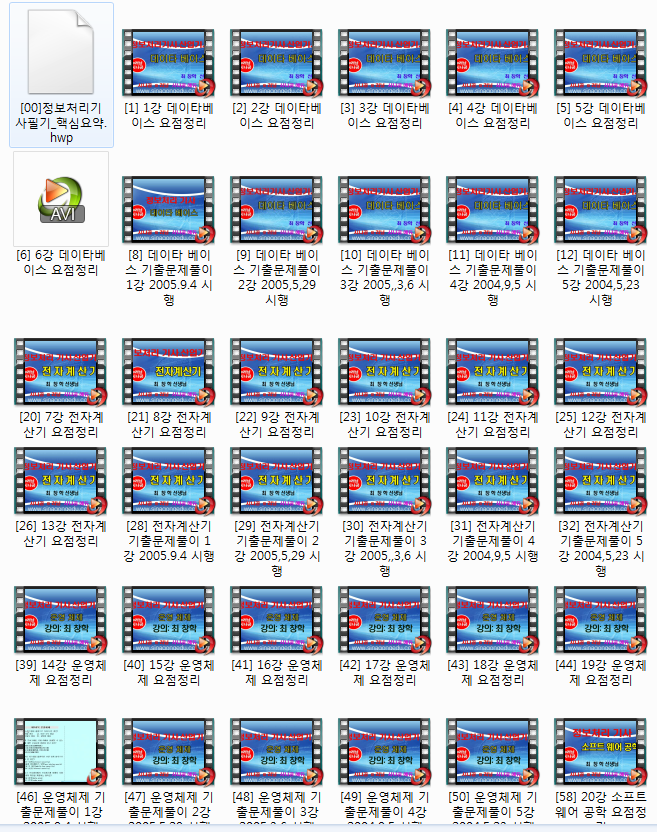 [00]정보처리기
사필기_핵심요약.
hwp
[1] 1강 데이타베
이스 요점정리
[2] 2강 데이타베
이스 요점정리
[3] 3강 데이타베
이스 요점정리
[4] 4강 데이타베
이스 요점정리
[5] 5강 데이타베
이스 요점정리
AVI
[6] 6강 데이타베
이스 요점정리
[8] 데이타 베이
스 기출문제풀이
1강 2005.9.4 시
행
[9] 데이타 베이
스 기출문제풀이
2강 2005,5,29
시행
[10] 데이타 베이
스 기출문제풀이
3강 2005,,3,6 시
행
[11] 데이타 베이
스 기출문제풀이
4강 2004,9,5 시
행
[12] 데이타 베이
스 기출문제풀이
5강 2004,5,23
시행
[20] 7강 전자계
산기 요점정리
[21] 8강 전자계
산기 요점정리
[22] 9강 전자계
산기 요점정리
[23] 10강 전자계
산기 요점정리
[24] 11강 전자계
산기 요점정리
[25] 12강 전자계
산기 요점정리
[26] 13강 전자계
산기 요점정리
[28] 전자계산기
기출문제풀이 1
강 2005.9.4 시행
[29] 전자계산기
기출문제풀이 2
강 2005,5,29 시
행
[30] 전자계산기
기출문제풀이 3
강 2005,,3,6 시
행
[31] 전자계산기
기출문제풀이 4
강 2004,9,5 시행
[32] 전자계산기
기출문제풀이 5
강 2004,5,23 시
행
[39] 14강 운영체
제 요점정리
[40] 15강 운영체
제 요점정리
[41] 16강 운영체
제 요점정리
[42] 17강 운영체
제 요점정리
[43] 18강 운영체
제 요점정리
[44] 19강 운영체
제 요점정리
[46] 운영체제 기
출문제풀이 1강
[47] 운영체제 기
출문제풀이 2강
[48] 운영체제 기
출문제풀이 3강
[49] 운영체제 기
출문제풀이 4강
[50] 운영체제 기
출문제풀이 5강
[58] 20강 소프트
웨어 공학 요점정